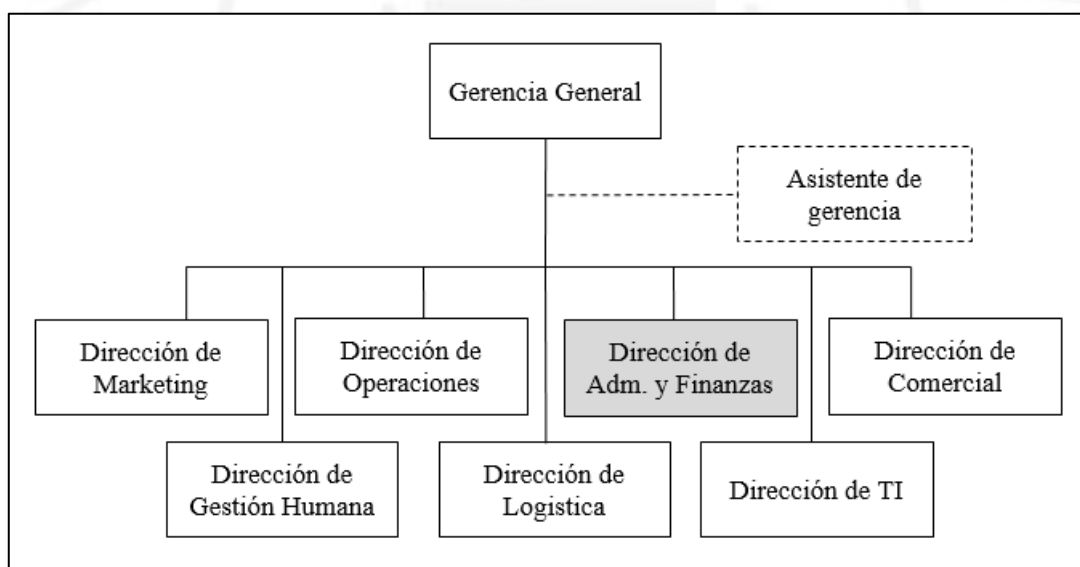 Gerencia General
Asistente de
gerencia
Dirección de
Marketing
Dirección de
Operaciones
Dirección de
Adm. y Finanzas
Dirección de
Comercial
Dirección de
Gestión Humana
Dirección de
Logistica
Dirección de TI